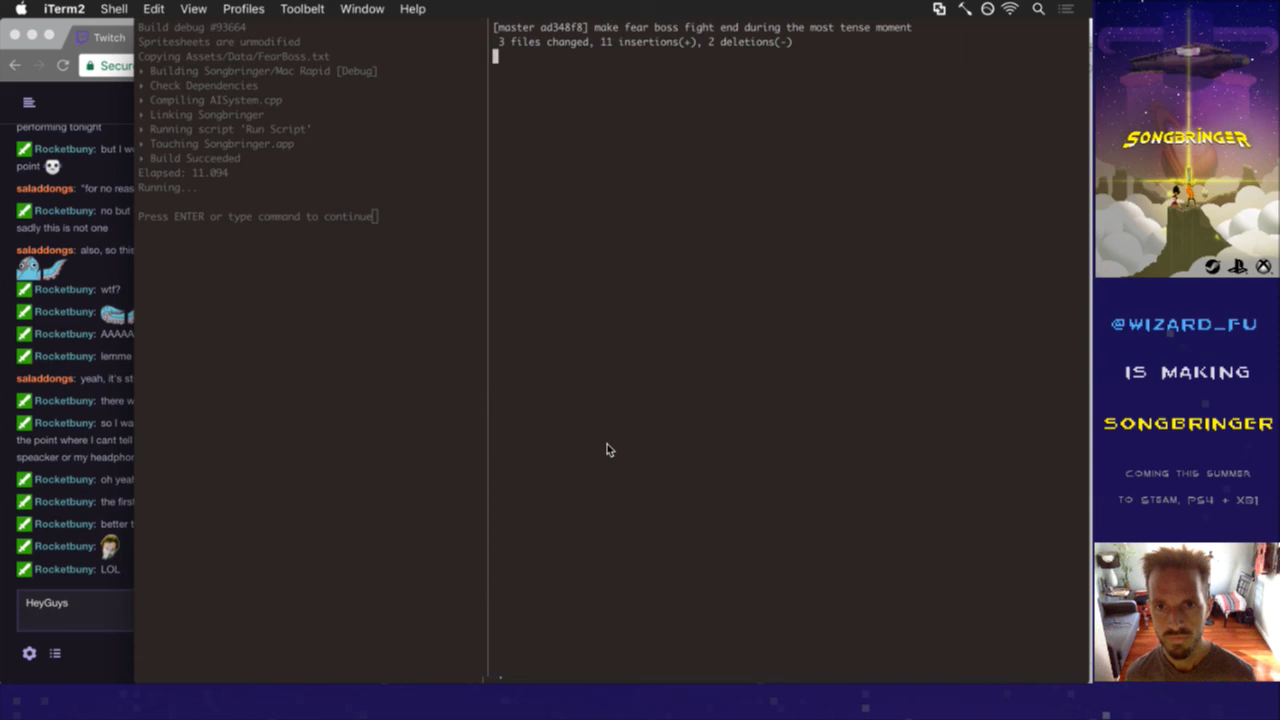 iTerm2 Shell Edit View Profiles Toolbelt Window Help
Twitch
Secur
performing tonight
Rocketbuny: but I w
point
saladdongs: "for no reas
Rocketbuny: no but
sadly this is not one
saladdongs: also, so this
Rocketbuny: wtf?
Rocketbuny:
Rocketbuny: AAAAA
Rocketbuny: lemme
saladdongs: yeah, it's st
Rocketbuny: there w
Rocketbuny: so I wa
the point where I cant tell
speacker or my headphor
Rocketbuny: oh yeah
Rocketbuny: the first
Rocketbuny: better t
Rocketbuny:
Rocketbuny: LOL
HeyGuys
Build debug #93664
Spritesheets are unmodified
Copying Assets/Data/FearBoss.txt
Building Songbringer/Mac Rapid [Debug]
Check Dependencies
Compiling AISystem.cpp
Linking Songbringer
Running script 'Run Script'
Touching Songbringer.app
Build Succeeded
Elapsed: 11.094
Running...
Press ENTER or type command to continue
[master ad348f8] make fear boss fight end during the most tense moment
3 files changed, 11 insertions(+), 2 deletions(-)
SONGBRINGER
@WIZARD_FU
IS MAKING
SONGBRINGER
COMING THIS SUMMER
TO STEAM, PS4 + XB1